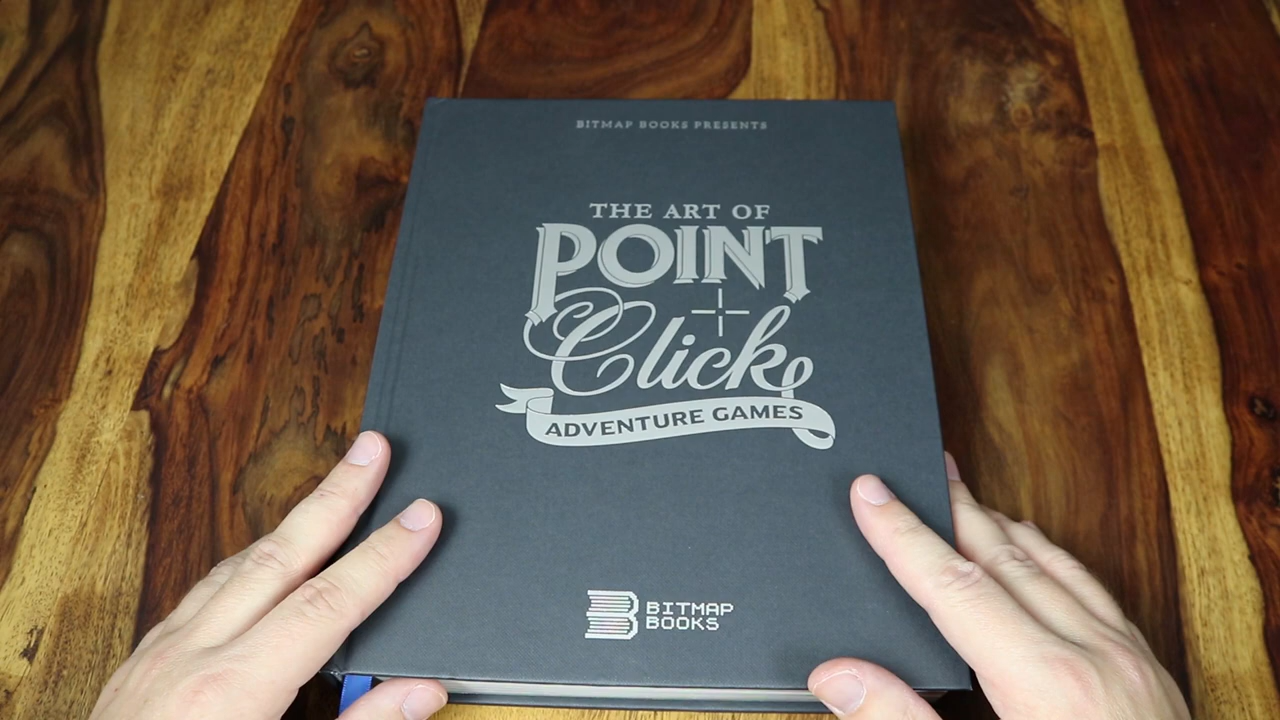 BITMAP BOOKS PRESENTS
THE ART OF
POINT
Click
ADVENTURE GAMES
BITMAP
BOOKS